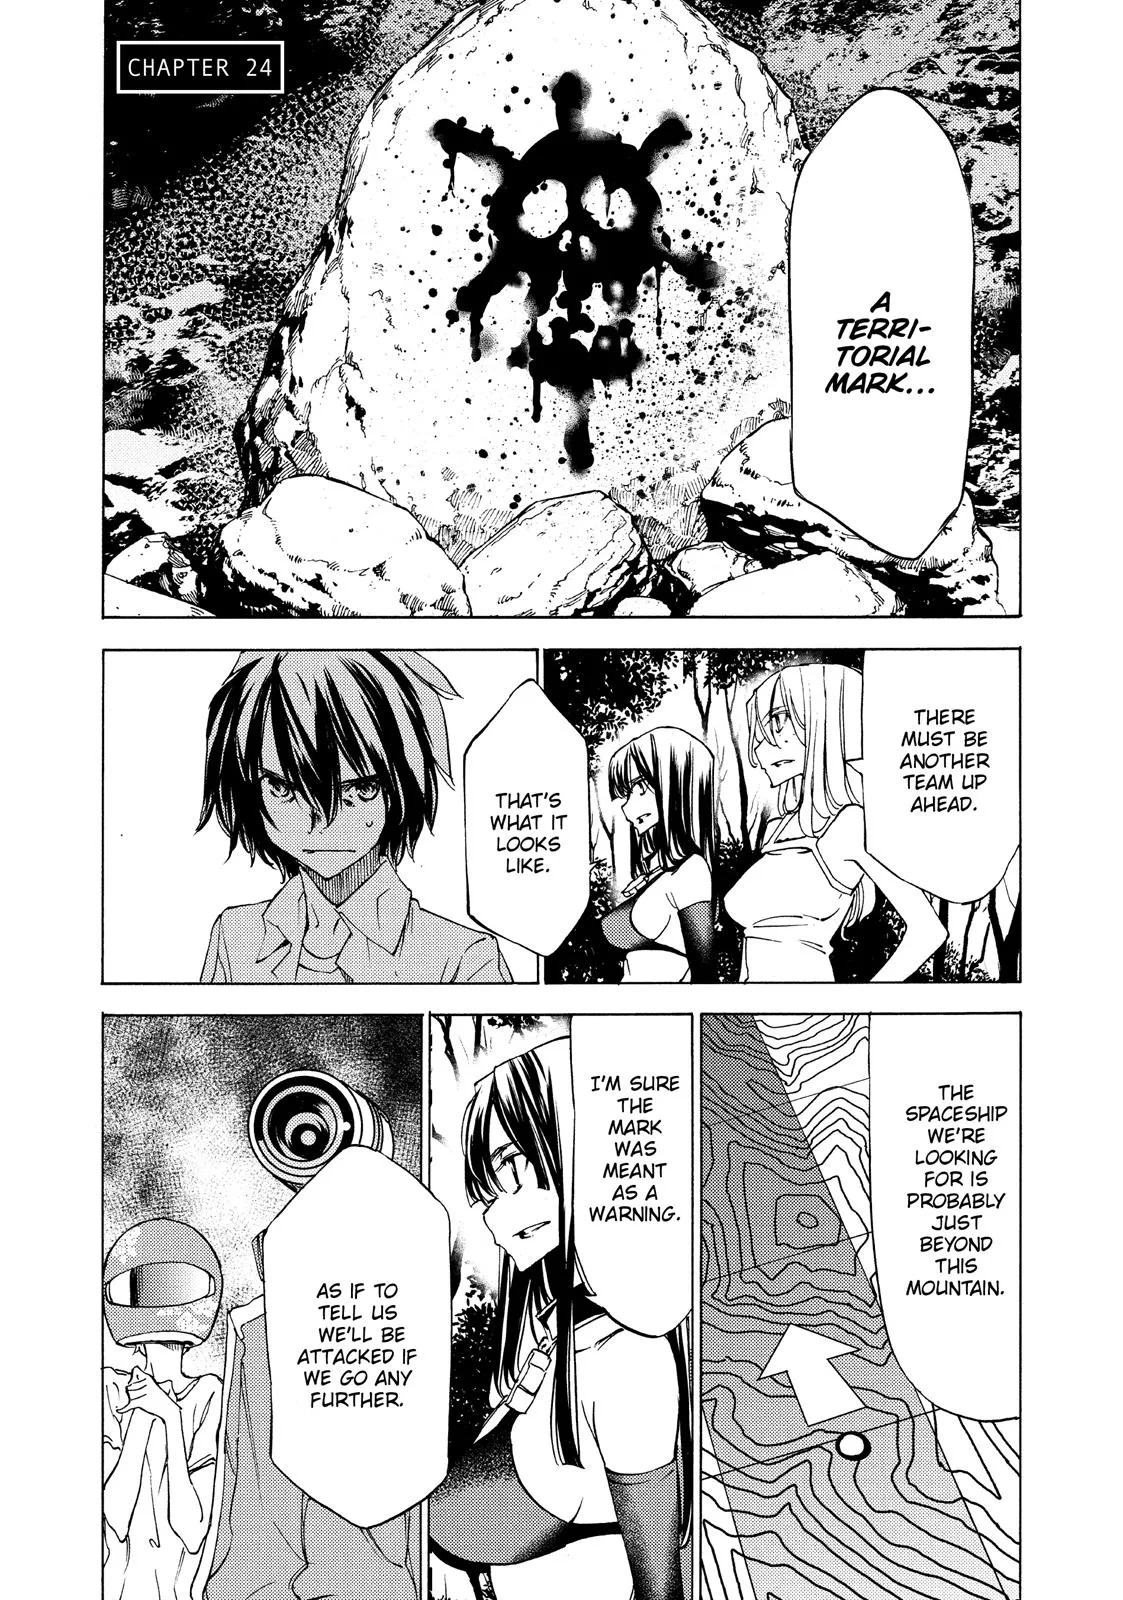 CHAPTER 24
A
TERRI-
TORIAL
MARK...
THERE
MUST BE
ANOTHER
TEAM UP
AHEAD.
THAT'S
WHAT IT
LOOKS
LIKE.
THE
SPACESHIP
WE'RE
LOOKING
FOR IS
PROBABLY
JUST
BEYOND
THIS
MOUNTAIN.
I'M SURE
THE
MARK
WAS
MEANT
AS A
WARNING.
AS IF TO
TELL US
WE'LL BE
ATTACKED IF
WE GO ANY
FURTHER.